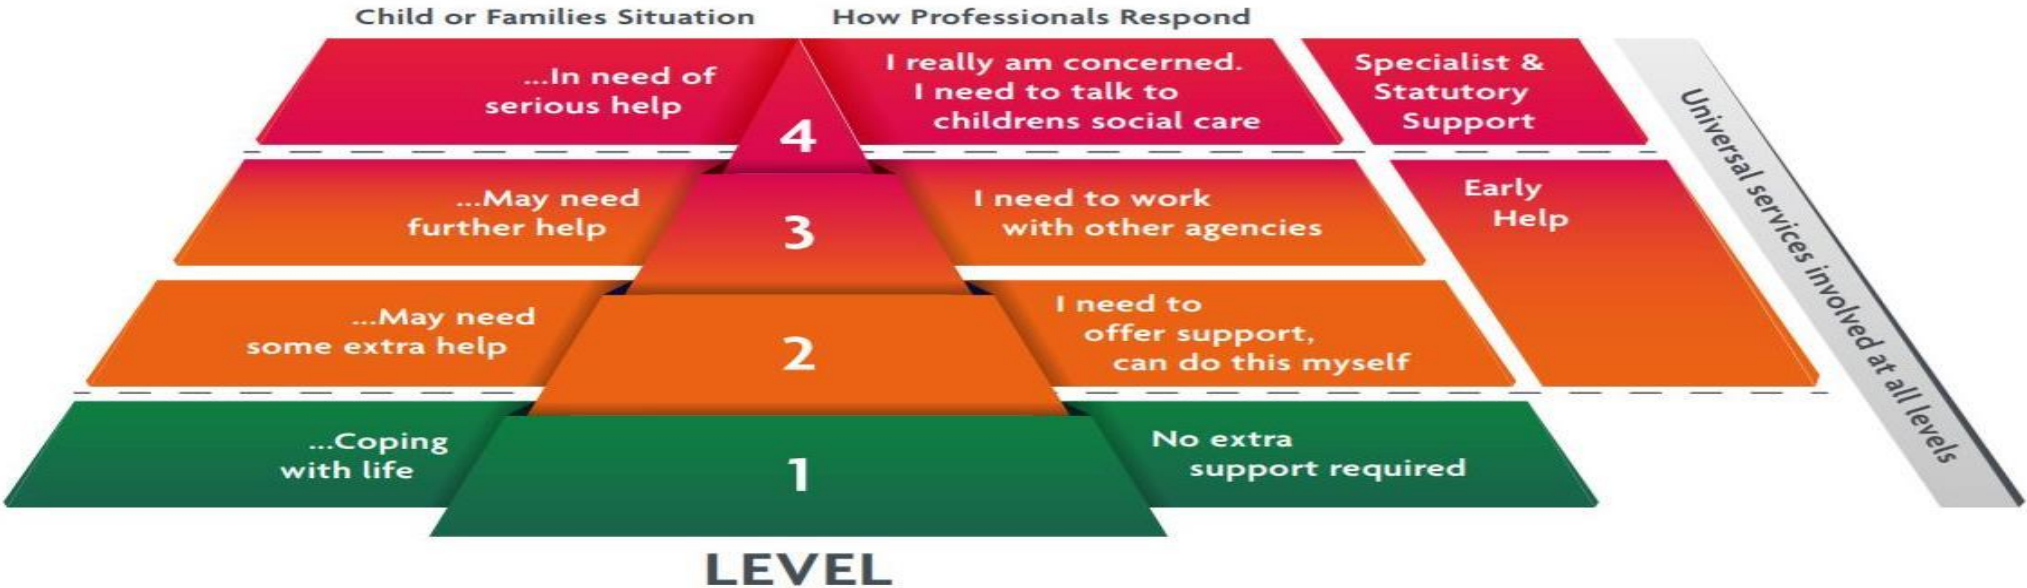 Child or Families Situation
How Professionals Respond
...In need of
serious help
4
I really am concerned.
I need to talk to
childrens social care
Specialist &
Statutory
Support
...May need
further help
3
I need to work
with other agencies
Early
Help
...May need
some extra help
2
I need to
offer support,
can do this myself
...Coping
with life
1
No extra
support required
Universal services involved at all levels
LEVEL